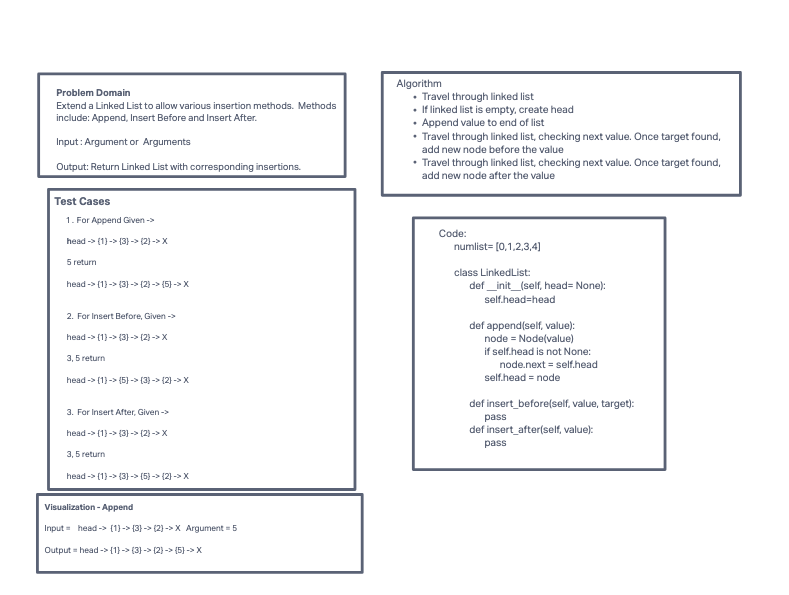 Problem Domain
Extend a Linked List to allow various insertion methods. Methods
include: Append, Insert Before and Insert After.
Input : Argument or Arguments
Output: Return Linked List with corresponding insertions.
Test Cases
1 . For Append Given ->
head -> {1} -> {3} -> {2} -> X
5 return
head -> {1} -> {3} -> {2} -> {5} -> X
2. For Insert Before, Given ->
head -> {1} -> {3} -> {2} -> X
3, 5 return
head -> {1} -> {5} -> {3} -> {2} -> X
3. For Insert After, Given ->
head -> {1} -> {3} -> {2} -> X
3, 5 return
head -> {1} -> {3} -> {5} -> {2} -> X
Visualization - Append
Input = head -> {1} -> {3} -> {2} -> X Argument = 5
Output = head -> {1} -> {3} -> {2} -> {5} -> X
Algorithm
• Travel through linked list
• If linked list is empty, create head
• Append value to end of list
• Travel through linked list, checking next value. Once target found,
add new node before the value
• Travel through linked list, checking next value. Once target found,
add new node after the value
Code:
numlist= [0,1,2,3,4]
class LinkedList:
def __init__(self, head= None):
self.head=head
def append(self, value):
node = Node(value)
if self.head is not None:
node.next = self.head
self.head = node
def insert_before(self, value, target):
pass
def insert_after(self, value):
pass